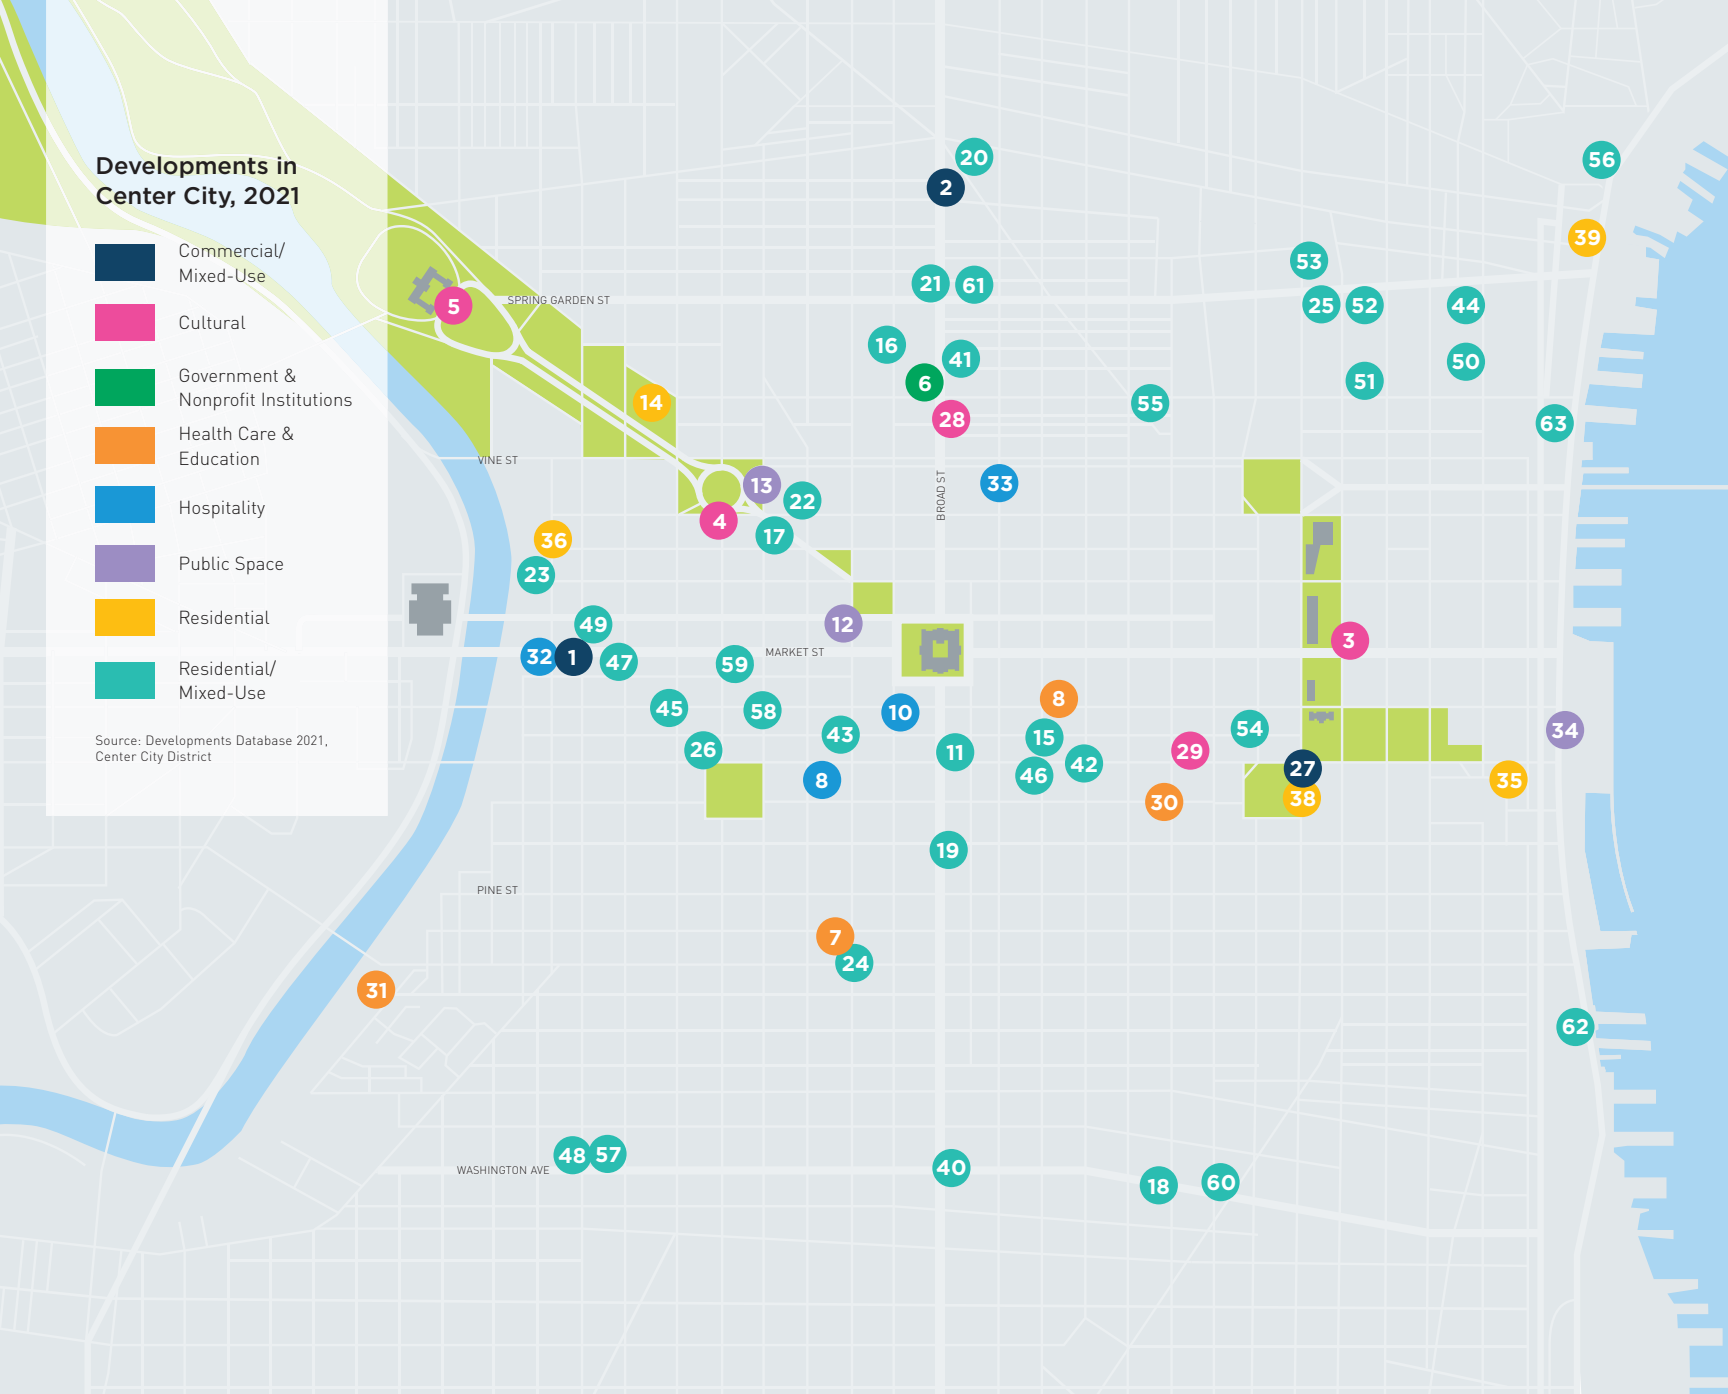 Developments in
Center City, 2021
Commercial/
Mixed-Use
Cultural
Government &
Nonprofit Institutions
Health Care &
Education
Hospitality
Public Space
Residential
Residential/
Mixed-Use
Source: Developments Database 2021,
Center City District
20
56
2
39
53
21
61
SPRING GARDEN ST
5
25
52
44
16
41
50
6
51
14
55
28
63
VINE ST
BROAD ST
13
33
22
4
17
36
23
49
12
3
32
1
47
59
MARKET ST
8
45
58
10
54
34
43
15
26
11
29
42
27
46
8
35
30
38
19
PINE ST
7
24
31
62
48
57
WASHINGTON AVE
40
18
60